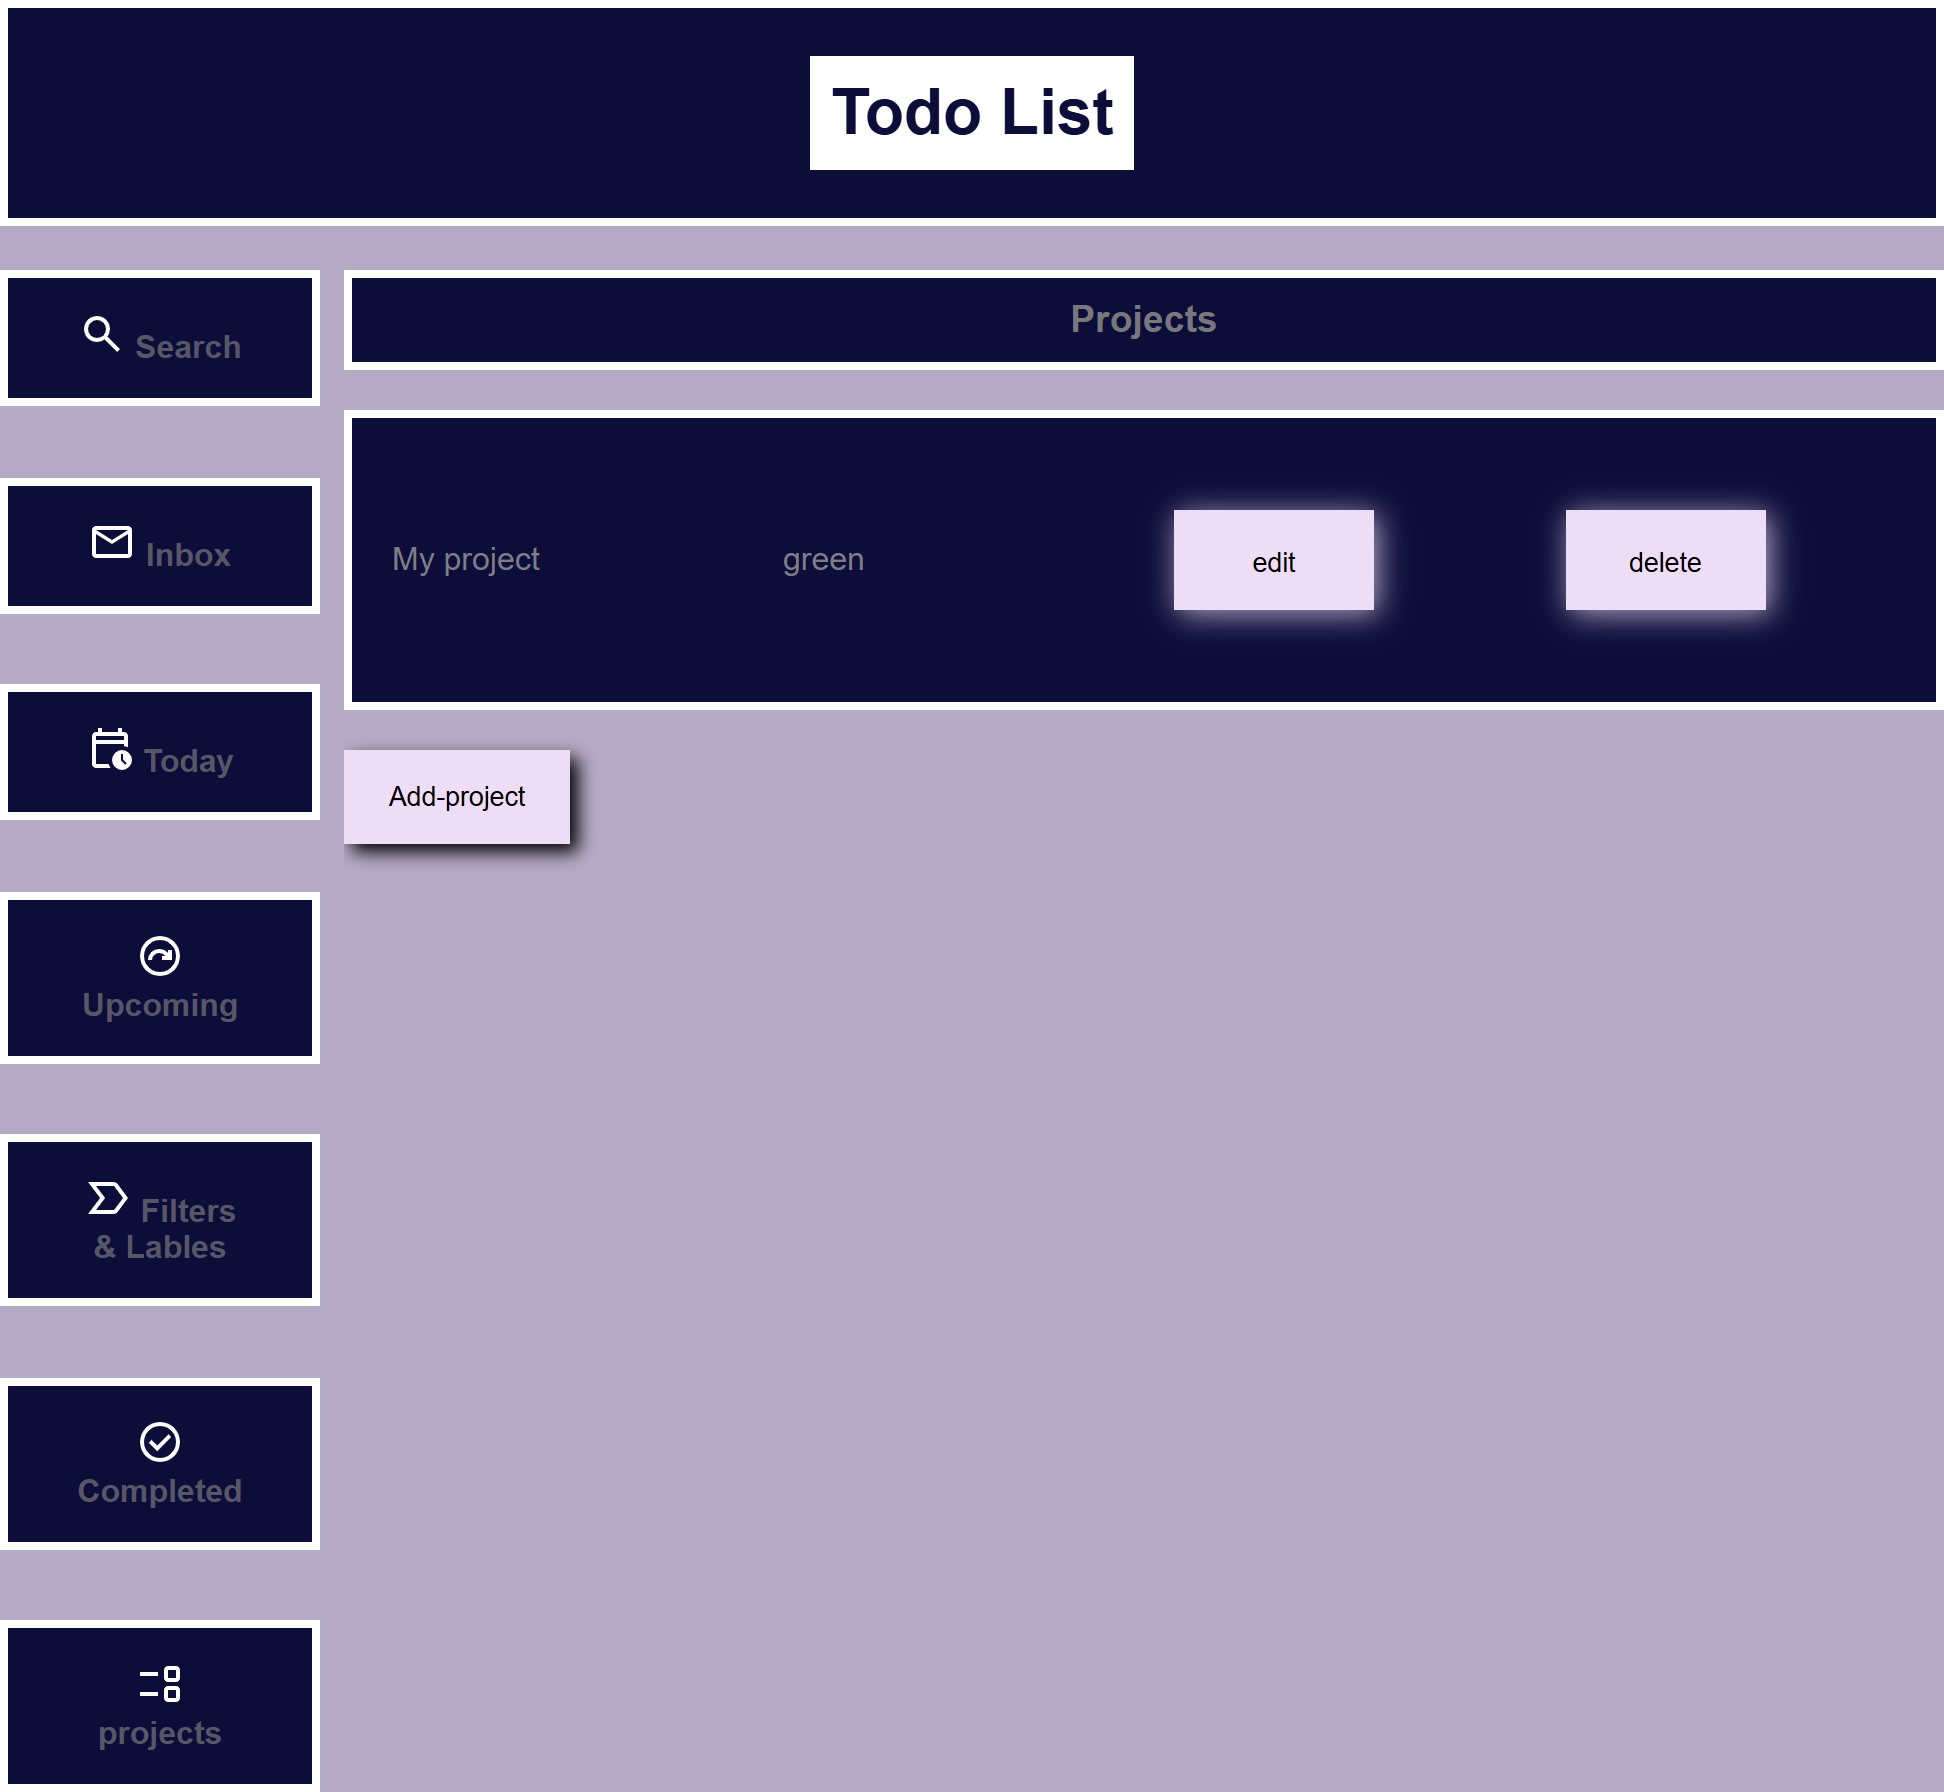 Todo List
Search
Inbox
Today
Upcoming
Filters
& Lables
Completed
projects
Projects
My project green edit delete
Add-project